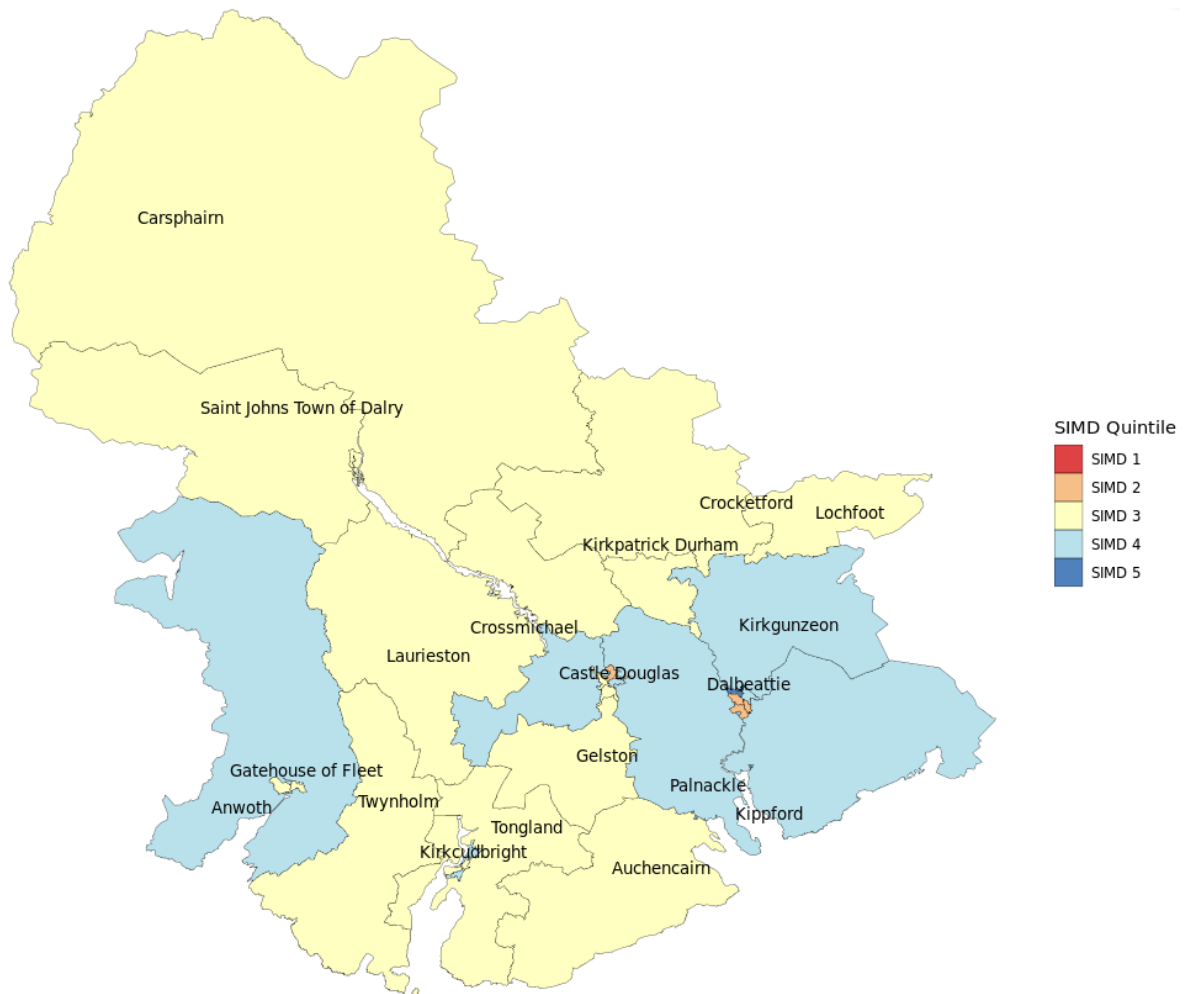 Carsphairn
Saint Johns Town of Dalry
SIMD Quintile
SIMD 1
SIMD 2
SIMD 3
SIMD 4
SIMD 5
Crocketford
Lochfoot
Kirkpatrick Durham
Crossmichael
Kirkgunzeon
Laurieston
Castle Douglas
Dalbeattie
Gelston
Gatehouse of Fleet
Palnackle
Twynholm
Anwoth
Kippford
Tongland
Kirkcudbright
Auchencairn